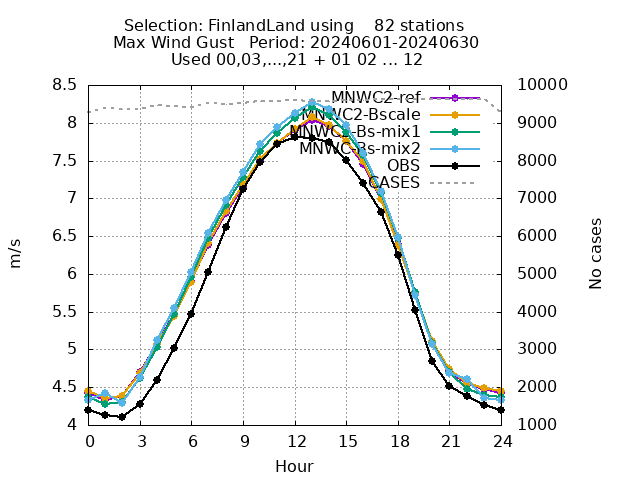 Selection: FinlandLand using    82 stations
Max Wind Gust   Period: 20240601-20240630
Used 00,03,...,21 + 01 02 ... 12
8.5
8
7.5
7
6.5
6
5.5
5
4.5
4
10000
9000
8000
7000
6000
5000
4000
3000
2000
1000
MNWC2-ref
MNWC2-Bscale
MNWC2-Bs-mix1
MNWC-Bs-mix2
OBS
CASES
m/s
No cases
0 3 6 9 12 15 18 21 24
Hour